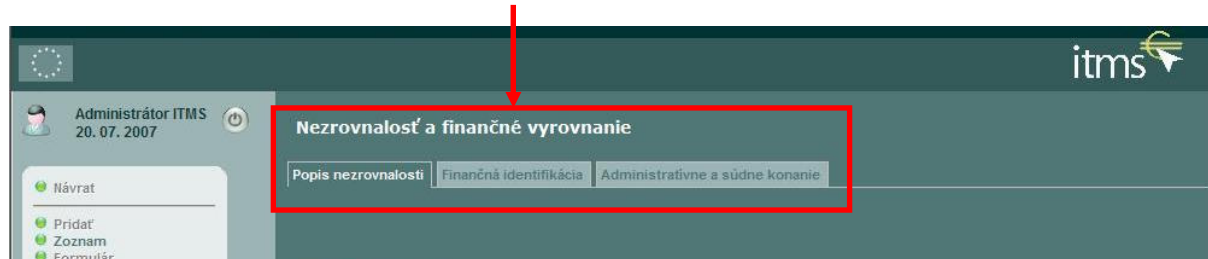 itms
Administrátor ITMS
20. 07. 2007
Nezrovnalosť a finančné vyrovnanie
Popis nezrovnalosti Finančná identifikácia Administratívne a súdne konanie
Návrat
Pridať
Zoznam
Formulár